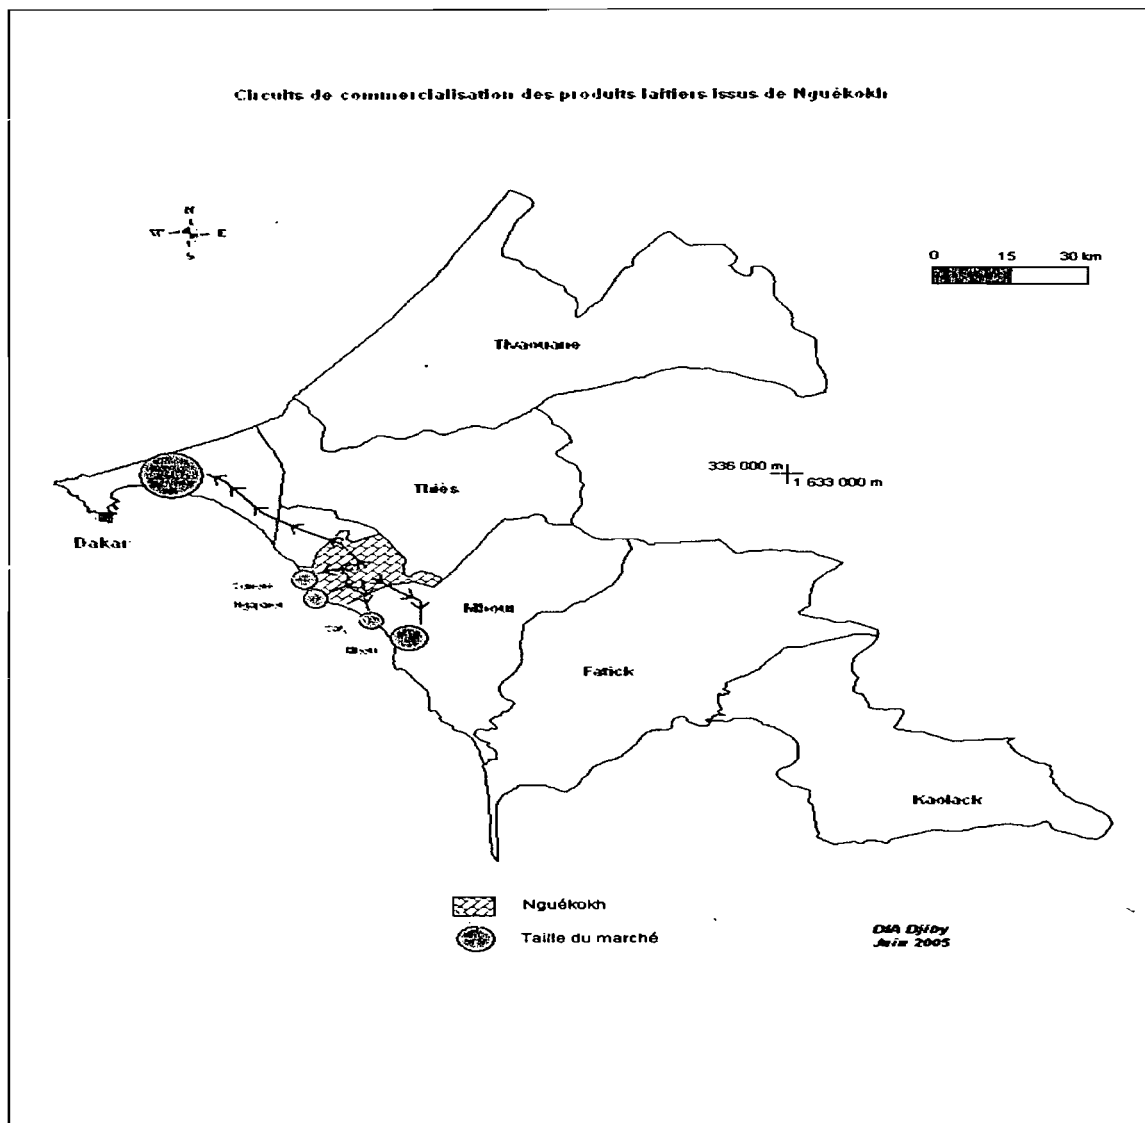 Circuits de commercialisation des produits laitiers issus de Nguékokh
N
W E
S
0 15 30 km
Tivaouane
336 000 m
1 633 000 m
Thiès
Dakar
Mbour
Fatick
Kaolack
Nguékokh
Taille du marché
DIA Djiby
Juin 2005